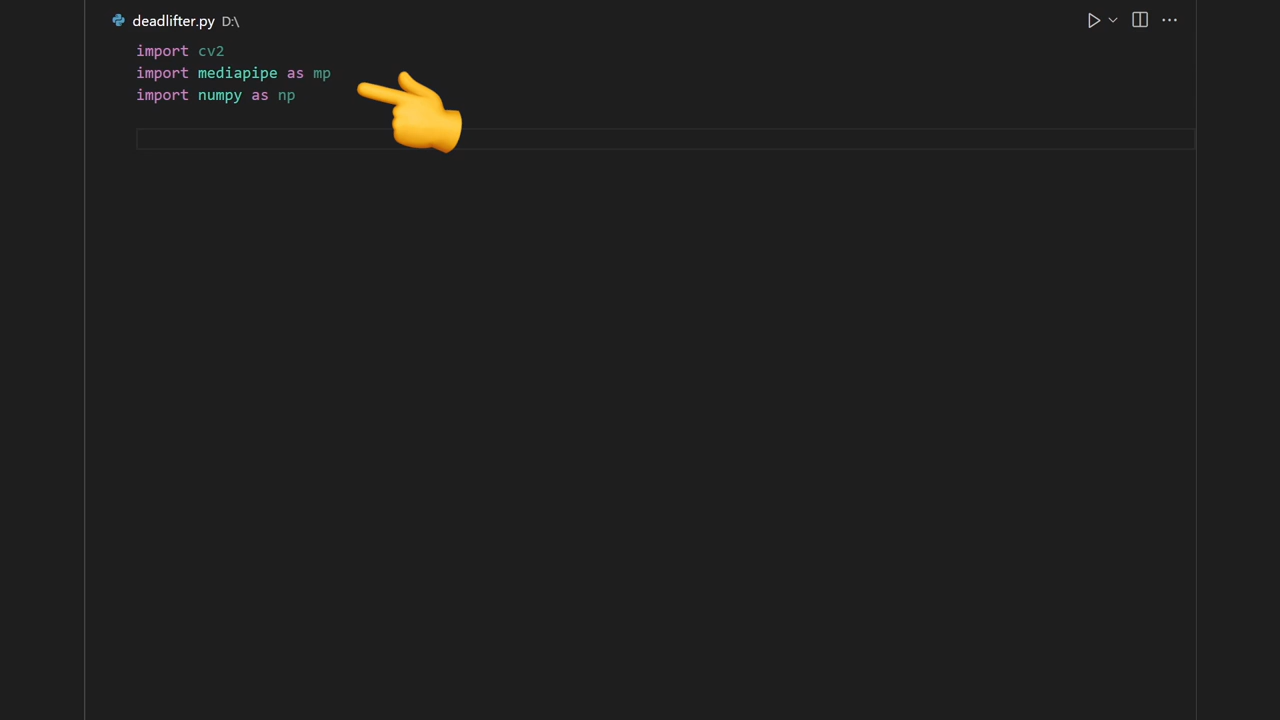 deadlifter.py D:\
import cv2
import mediapipe as mp
import numpy as np